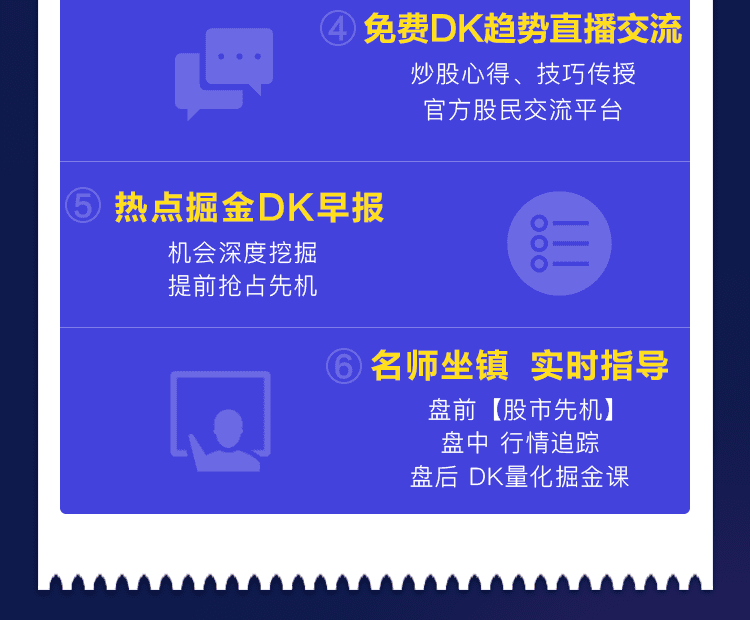 ④ 免费DK趋势直播交流
炒股心得、技巧传授
官方股民交流平台
⑤ 热点掘金DK早报
机会深度挖掘
提前抢占先机
⑥ 名师坐镇 实时指导
盘前【股市先机】
盘中 行情追踪
盘后 DK量化掘金课